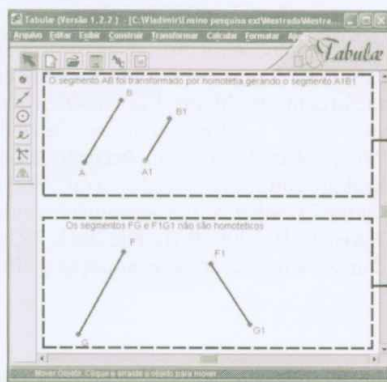 Tabulæ (Versão 1.2.2) - [C:\Vladimir\Ensino pesquisa ext\Mestrado\Mestra...
Arquivo Editar Exibir Construir Transformar Calcular Formatar
Tabulæ
O segmento AB foi transformado por homotetia gerando o segmento A1B1
B
B1
A
A1
Os segmentos FG e F1G1 não são homotéticos
F
F1
G
G1
Mover Objeto: Clique e arraste o objeto para mover